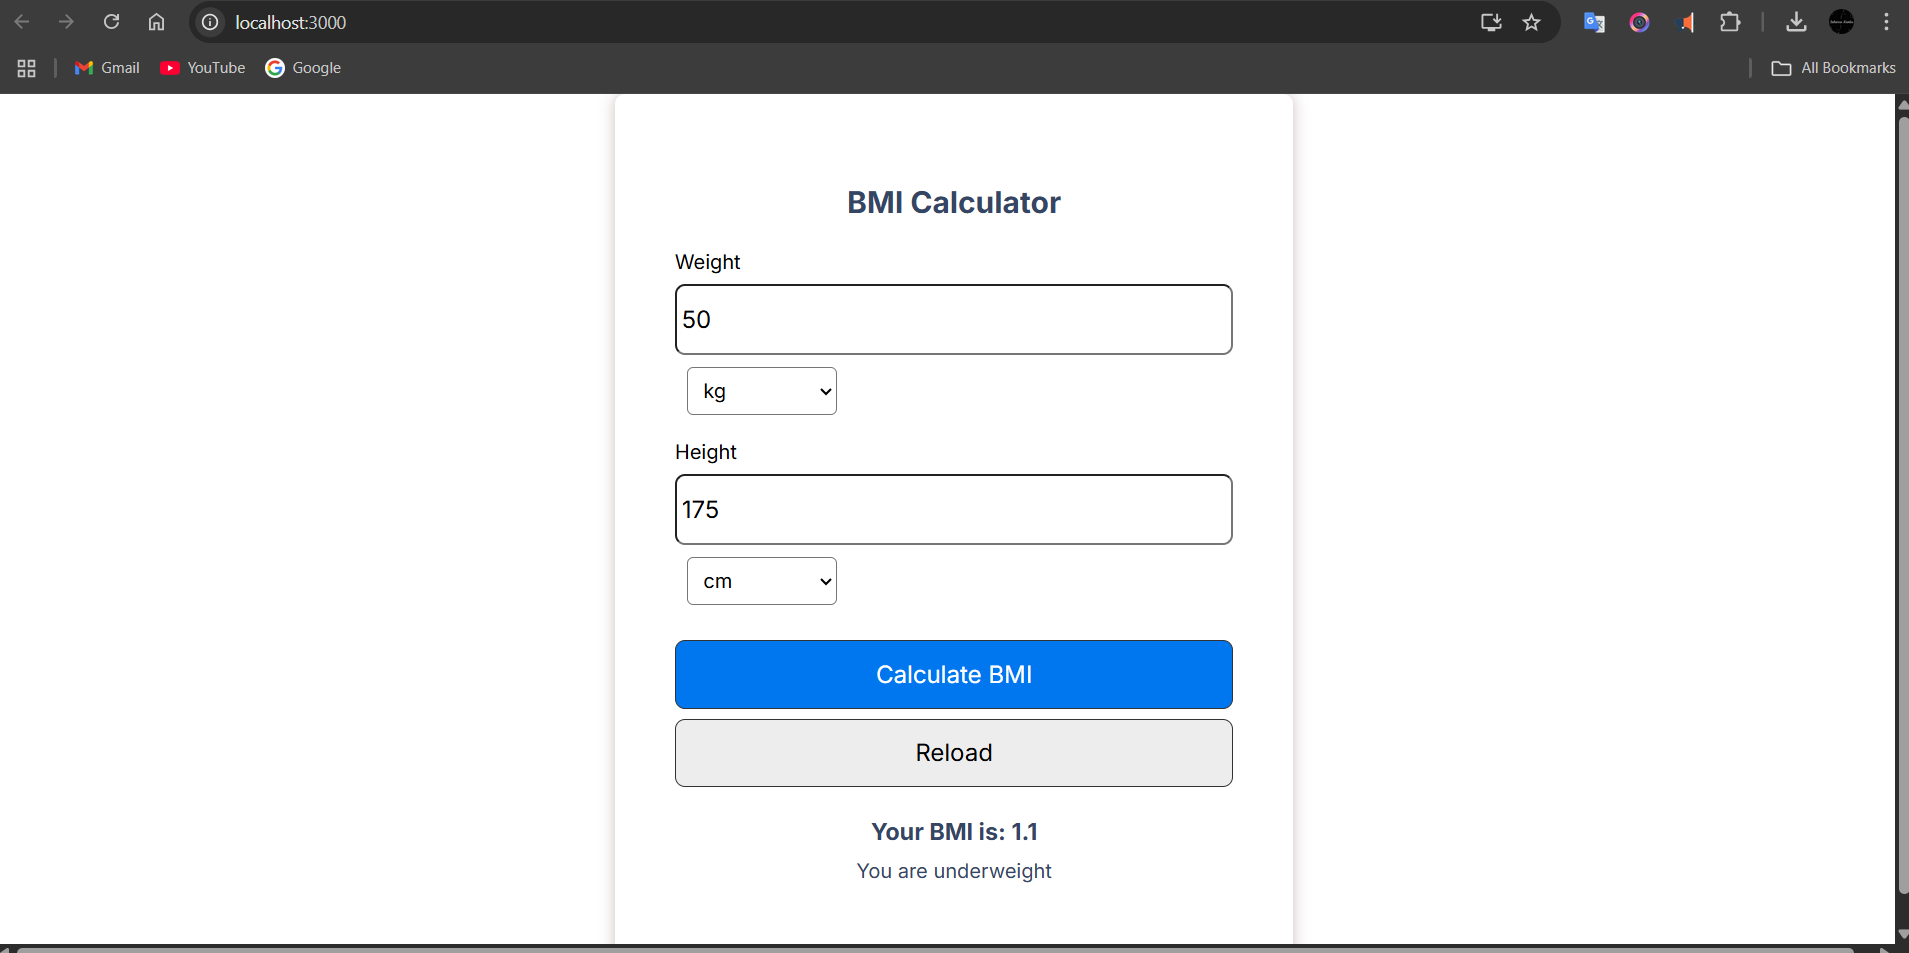 localhost:3000
Gmail YouTube Google All Bookmarks
BMI Calculator
Weight
50
kg
Height
175
cm
Calculate BMI
Reload
Your BMI is: 1.1
You are underweight